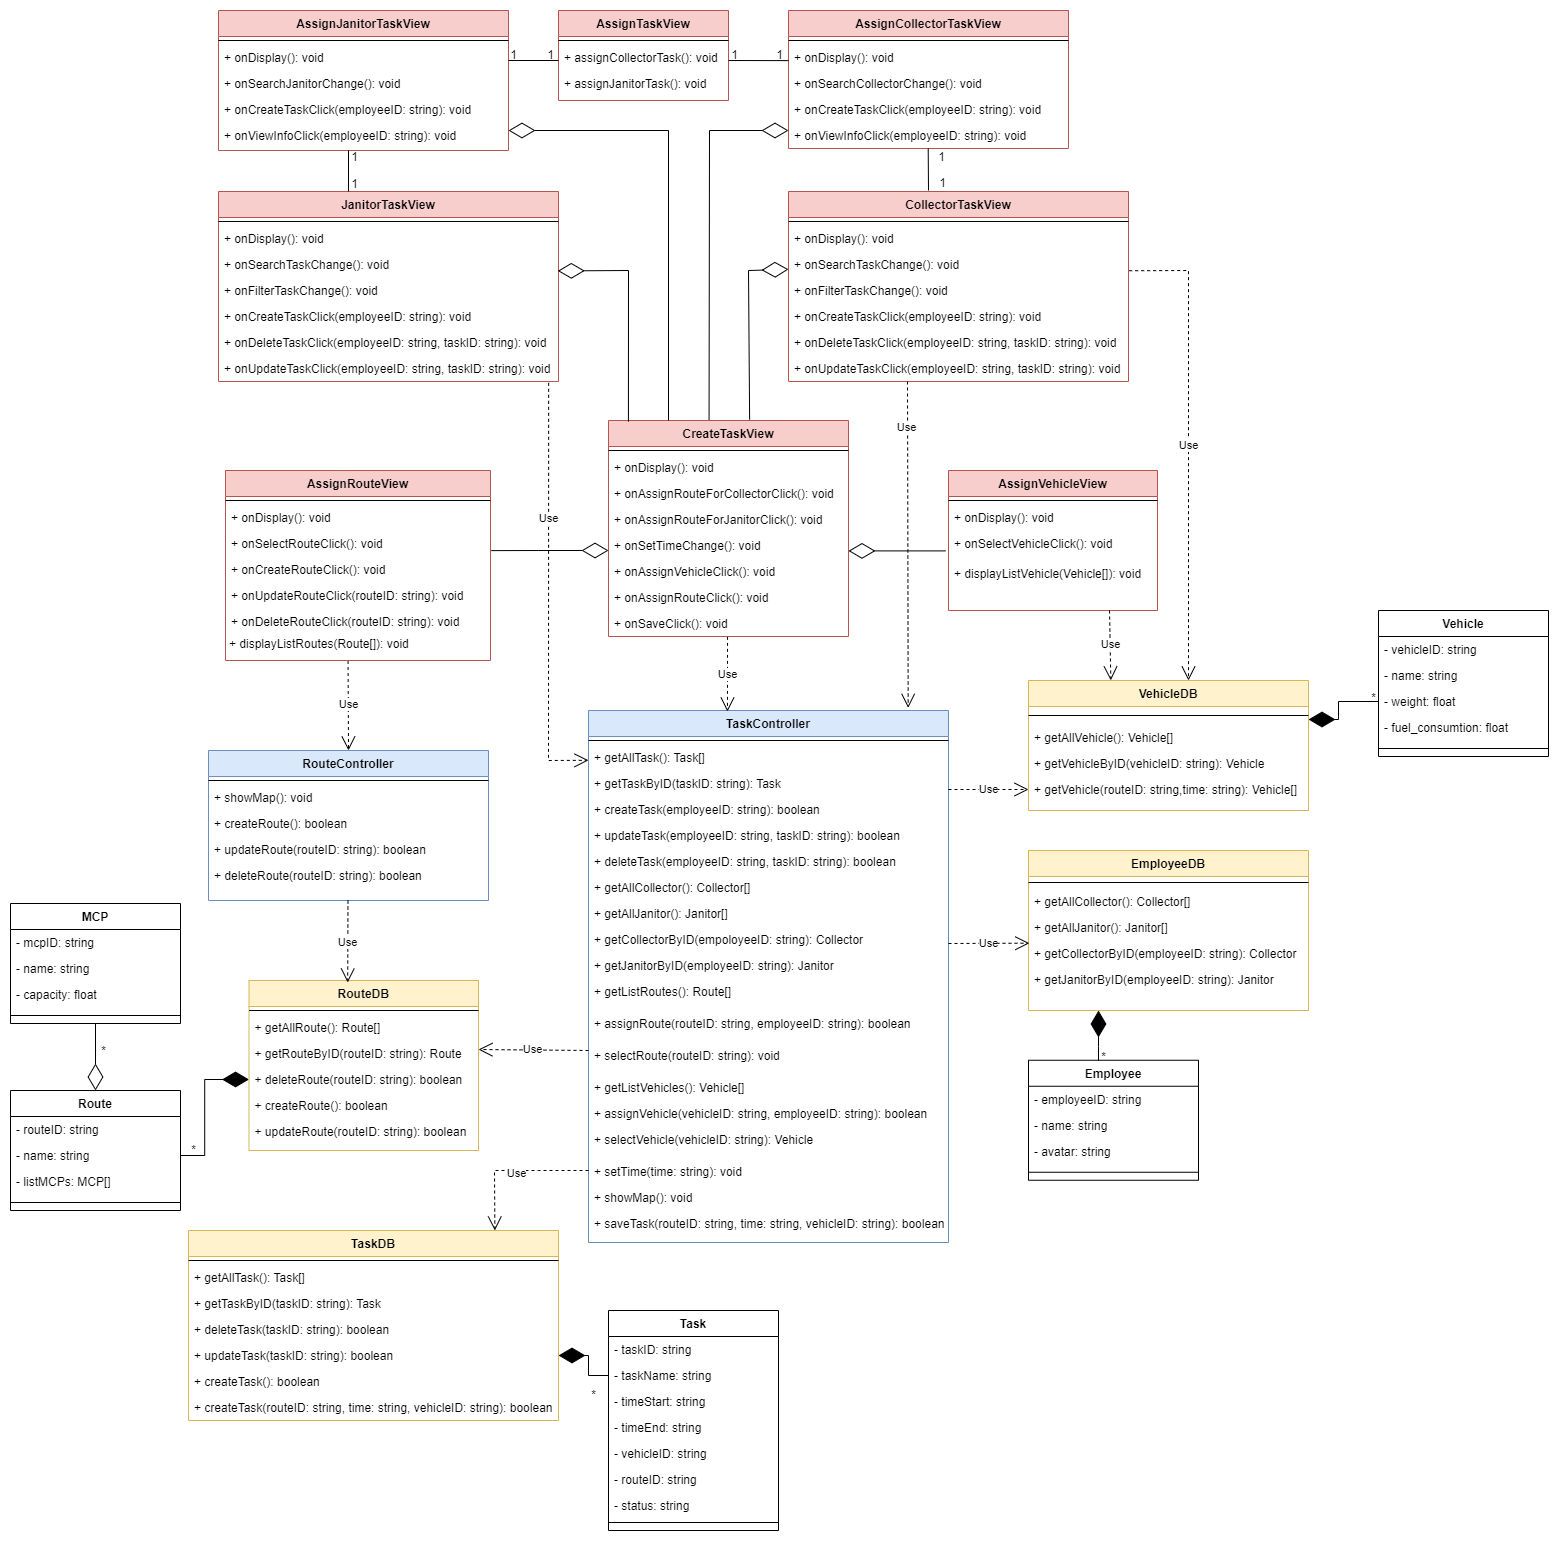 AssignJanitorTaskView
+ onDisplay(): void
+ onSearchJanitorChange(): void
+ onCreateTaskClick(employeeID: string): void
+ onViewInfoClick(employeeID: string): void
1
1
AssignTaskView
+ assignCollectorTask(): void
+ assignJanitorTask(): void
1
1
AssignCollectorTaskView
+ onDisplay(): void
+ onSearchCollectorChange(): void
+ onCreateTaskClick(employeeID: string): void
+ onViewInfoClick(employeeID: string): void
1
1
1
1
JanitorTaskView
+ onDisplay(): void
+ onSearchTaskChange(): void
+ onFilterTaskChange(): void
+ onCreateTaskClick(employeeID: string): void
+ onDeleteTaskClick(employeeID: string, taskID: string): void
+ onUpdateTaskClick(employeeID: string, taskID: string): void
CollectorTaskView
+ onDisplay(): void
+ onSearchTaskChange(): void
+ onFilterTaskChange(): void
+ onCreateTaskClick(employeeID: string): void
+ onDeleteTaskClick(employeeID: string, taskID: string): void
+ onUpdateTaskClick(employeeID: string, taskID: string): void
Use
Use
Use
AssignRouteView
+ onDisplay(): void
+ onSelectRouteClick(): void
+ onCreateRouteClick(): void
+ onUpdateRouteClick(routeID: string): void
+ onDeleteRouteClick(routeID: string): void
+ displayListRoutes(Route[]): void
CreateTaskView
+ onDisplay(): void
+ onAssignRouteForCollectorClick(): void
+ onAssignRouteForJanitorClick(): void
+ onSetTimeChange(): void
+ onAssignVehicleClick(): void
+ onAssignRouteClick(): void
+ onSaveClick(): void
AssignVehicleView
+ onDisplay(): void
+ onSelectVehicleClick(): void
+ displayListVehicle(Vehicle[]): void
Use
Use
Use
Vehicle
- vehicleID: string
- name: string
- weight: float
- fuel_consumtion: float
*
VehicleDB
+ getAllVehicle(): Vehicle[]
+ getVehicleByID(vehicleID: string): Vehicle
+ getVehicle(routeID: string,time: string): Vehicle[]
RouteController
+ showMap(): void
+ createRoute(): boolean
+ updateRoute(routeID: string): boolean
+ deleteRoute(routeID: string): boolean
Use
TaskController
+ getAllTask(): Task[]
+ getTaskByID(taskID: string): Task
+ createTask(employeeID: string): boolean
+ updateTask(employeeID: string, taskID: string): boolean
+ deleteTask(employeeID: string, taskID: string): boolean
+ getAllCollector(): Collector[]
+ getAllJanitor(): Janitor[]
+ getCollectorByID(empoloyeeID: string): Collector
+ getJanitorByID(employeeID: string): Janitor
+ getListRoutes(): Route[]
+ assignRoute(routeID: string, employeeID: string): boolean
+ selectRoute(routeID: string): void
+ getListVehicles(): Vehicle[]
+ assignVehicle(vehicleID: string, employeeID: string): boolean
+ selectVehicle(vehicleID: string): Vehicle
+ setTime(time: string): void
+ showMap(): void
+ saveTask(routeID: string, time: string, vehicleID: string): boolean
Use
Use
Use
Use
EmployeeDB
+ getAllCollector(): Collector[]
+ getAllJanitor(): Janitor[]
+ getCollectorByID(employeeID: string): Collector
+ getJanitorByID(employeeID: string): Janitor
*
Employee
- employeeID: string
- name: string
- avatar: string
MCP
- mcpID: string
- name: string
- capacity: float
*
Route
- routeID: string
- name: string
- listMCPs: MCP[]
*
RouteDB
+ getAllRoute(): Route[]
+ getRouteByID(routeID: string): Route
+ deleteRoute(routeID: string): boolean
+ createRoute(): boolean
+ updateRoute(routeID: string): boolean
TaskDB
+ getAllTask(): Task[]
+ getTaskByID(taskID: string): Task
+ deleteTask(taskID: string): boolean
+ updateTask(taskID: string): boolean
+ createTask(): boolean
+ createTask(routeID: string, time: string, vehicleID: string): boolean
*
Task
- taskID: string
- taskName: string
- timeStart: string
- timeEnd: string
- vehicleID: string
- routeID: string
- status: string